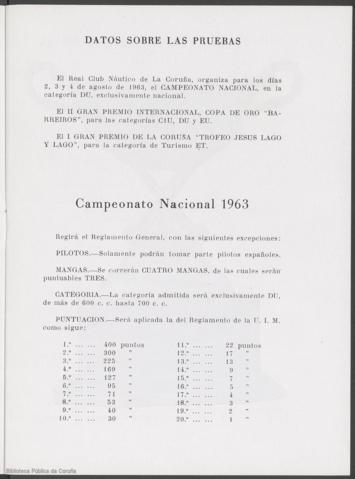 DATOS SOBRE LAS PRUEBAS
El Real Club Náutico de La Coruña, organiza para los días
2, 3 y 4 de agosto de 1963, el CAMPEONATO NACIONAL, en la
categoría DU, exclusivamente nacional.
El II GRAN PREMIO INTERNACIONAL, COPA DE ORO "BA-
RREIROS", para las categorías CIU, DU y EU.
El I GRAN PREMIO DE LA CORUÑA "TROFEO JESUS LAGO
Y LAGO", para la categoría de Turismo ET.
Campeonato Nacional 1963
Regirá el Reglamento General, con las siguientes excepciones:
PILOTOS.—Solamente podrán tomar parte pilotos españoles.
MANGAS.—Se correrán CUATRO MANGAS, de las cuales serán
puntuables TRES.
CATEGORIA.—La categoría admitida será exclusivamente DU,
de más de 600 c. c. hasta 700 c. c.
PUNTUACION.—Será aplicada la del Reglamento de la U. I. M.
como sigue:
1.º ... ... 400 puntos
2.º ... ... 300 "
3.º ... ... 225 "
4.º ... ... 169 "
5.º ... ... 127 "
6.º ... ... 95 "
7.º ... ... 71 "
8.º ... ... 53 "
9.º ... ... 40 "
10.º ... ... 30 "
11.º ... ... 22 puntos
12.º ... ... 17 "
13.º ... ... 13 "
14.º ... ... 9 "
15.º ... ... 7 "
16.º ... ... 5 "
17.º ... ... 4 "
18.º ... ... 3 "
19.º ... ... 2 "
20.º ... ... 1 "
Biblioteca Pública da Coruña